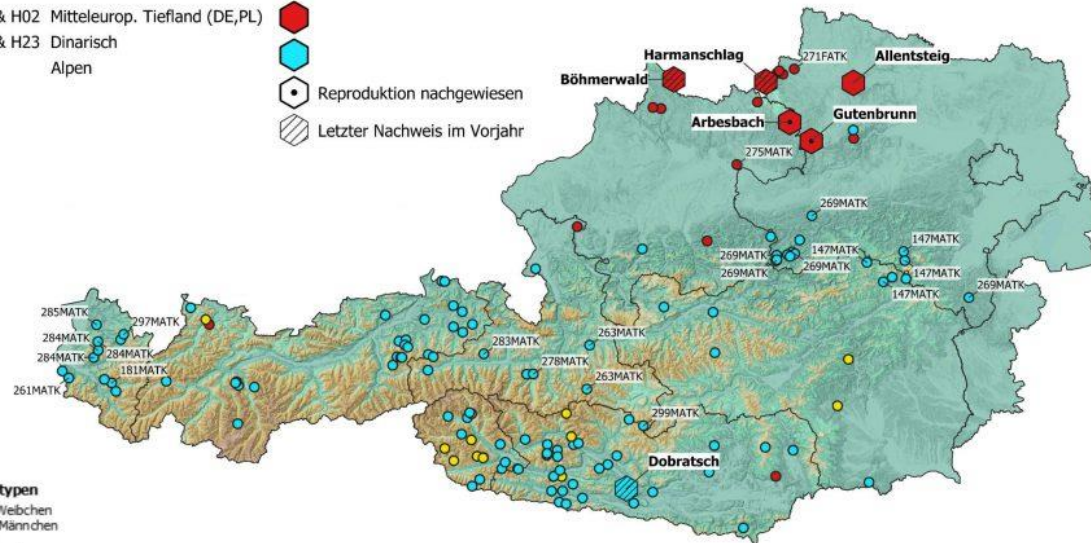 & H02 Mitteleurop. Tiefland (DE,PL)
& H23 Dinarisch
Alpen
Reproduktion nachgewiesen
Letzter Nachweis im Vorjahr
Harmanschlag
271FATK
Allentsteig
Böhmerwald
Arbesbach
Gutenbrunn
275MATK
269MATK
269MATK
147MATK
147MATK
269MATK
269MATK
147MATK
147MATK
269MATK
285MATK
297MATK
284MATK
284MATK
284MATK
181MATK
261MATK
283MATK
263MATK
278MATK
263MATK
299MATK
Dobratsch
typen
Weibchen
Männchen